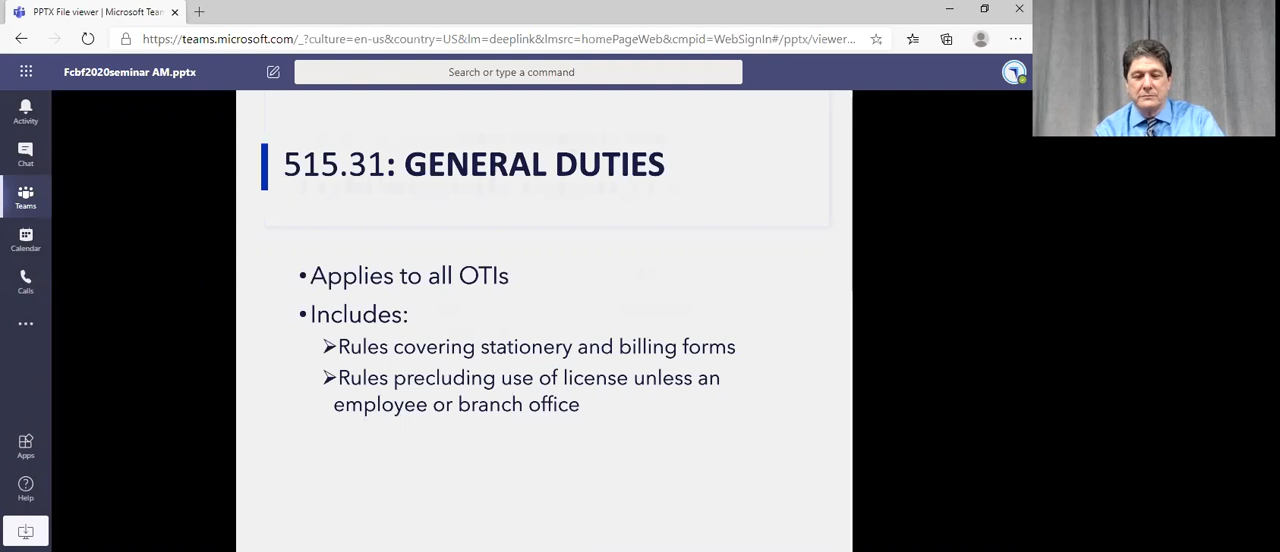 PPTX File viewer | Microsoft Tea
https://teams.microsoft.com/_?culture=en-us&country=US&lm=deeplink&lmsrc=homePageWeb&cmpid=WebSignIn#/pptx/viewer...
Fcbf2020seminar AM.pptx
Search or type a command
Activity
Chat
Teams
Calendar
Calls
Apps
Help
515.31: GENERAL DUTIES
•Applies to all OTIs
•Includes:
➢Rules covering stationery and billing forms
➢Rules precluding use of license unless an
employee or branch office